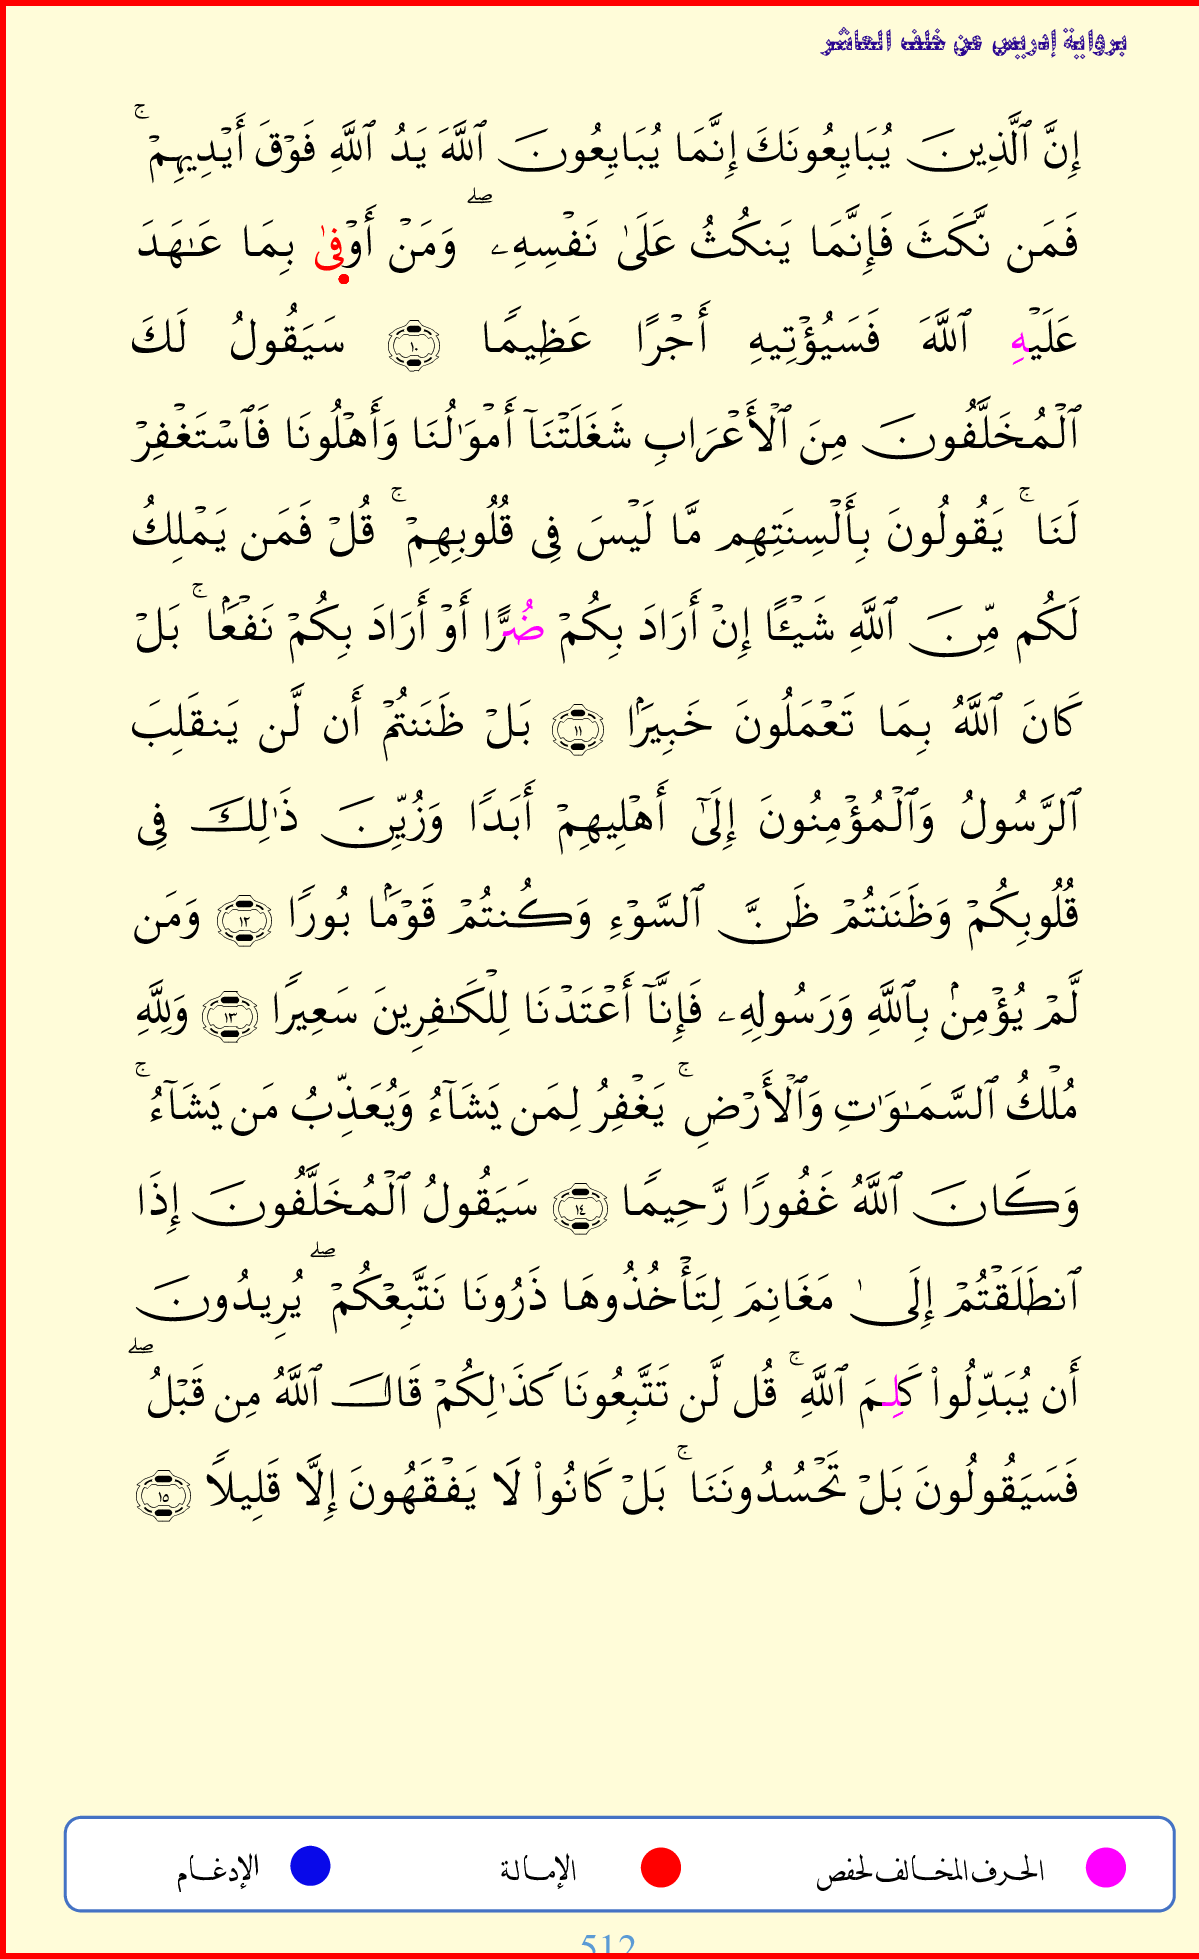 برواية إدريس عن خلف العاشر
إِنَّ ٱلَّذِينَ يُبَايِعُونَكَ إِنَّمَا يُبَايِعُونَ ٱللَّهَ يَدُ ٱللَّهِ فَوۡقَ أَيۡدِيهِمۡۚ
فَمَن نَّكَثَ فَإِنَّمَا يَنكُثُ عَلَىٰ نَفۡسِهِۦۖ وَمَنۡ أَوۡفِىٰ بِمَا عَـٰهَدَ
عَلَيۡهِ ٱللَّهَ فَسَيُؤۡتِيهِ أَجۡرًا عَظِيمًا ١٠ سَيَقُولُ لَكَ
ٱلۡمُخَلَّفُونَ مِنَ ٱلۡأَعۡرَابِ شَغَلَتۡنَآ أَمۡوَٰلُنَا وَأَهۡلُونَا فَٱسۡتَغۡفِرۡ
لَنَاۚ يَقُولُونَ بِأَلۡسِنَتِهِم مَّا لَيۡسَ فِى قُلُوبِهِمۡۚ قُلۡ فَمَن يَمۡلِكُ
لَكُم مِّنَ ٱللَّهِ شَيۡـًٔا إِنۡ أَرَادَ بِكُمۡ ضُرًّا أَوۡ أَرَادَ بِكُمۡ نَفۡعَۢاۚ بَلۡ
كَانَ ٱللَّهُ بِمَا تَعۡمَلُونَ خَبِيرَۢا ١١ بَلۡ ظَنَنتُمۡ أَن لَّن يَنقَلِبَ
ٱلرَّسُولُ وَٱلۡمُؤۡمِنُونَ إِلَىٰٓ أَهۡلِيهِمۡ أَبَدًا وَزُيِّنَ ذَٰلِكَ فِى
قُلُوبِكُمۡ وَظَنَنتُمۡ ظَنَّ ٱلسَّوۡءِ وَكُنتُمۡ قَوۡمَۢا بُورًا ١٢ وَمَن
لَّمۡ يُؤۡمِنۢ بِٱللَّهِ وَرَسُولِهِۦ فَإِنَّآ أَعۡتَدۡنَا لِلۡكَـٰفِرِينَ سَعِيرًا ١٣ وَلِلَّهِ
مُلۡكُ ٱلسَّمَـٰوَٰتِ وَٱلۡأَرۡضِۚ يَغۡفِرُ لِمَن يَشَآءُ وَيُعَذِّبُ مَن يَشَآءُۚ
وَكَانَ ٱللَّهُ غَفُورًا رَّحِيمًا ١٤ سَيَقُولُ ٱلۡمُخَلَّفُونَ إِذَا
ٱنطَلَقۡتُمۡ إِلَىٰ مَغَانِمَ لِتَأۡخُذُوهَا ذَرُونَا نَتَّبِعۡكُمۡۖ يُرِيدُونَ
أَن يُبَدِّلُواْ كَلِمَ ٱللَّهِۚ قُل لَّن تَتَّبِعُونَا كَذَٰلِكُمۡ قَالَ ٱللَّهُ مِن قَبۡلُۖ
فَسَيَقُولُونَ بَلۡ تَحۡسُدُونَنَاۚ بَلۡ كَانُواْ لَا يَفۡقَهُونَ إِلَّا قَلِيلًا ١٥
الحرف المخالف لحفص الإمالة الإدغام
512